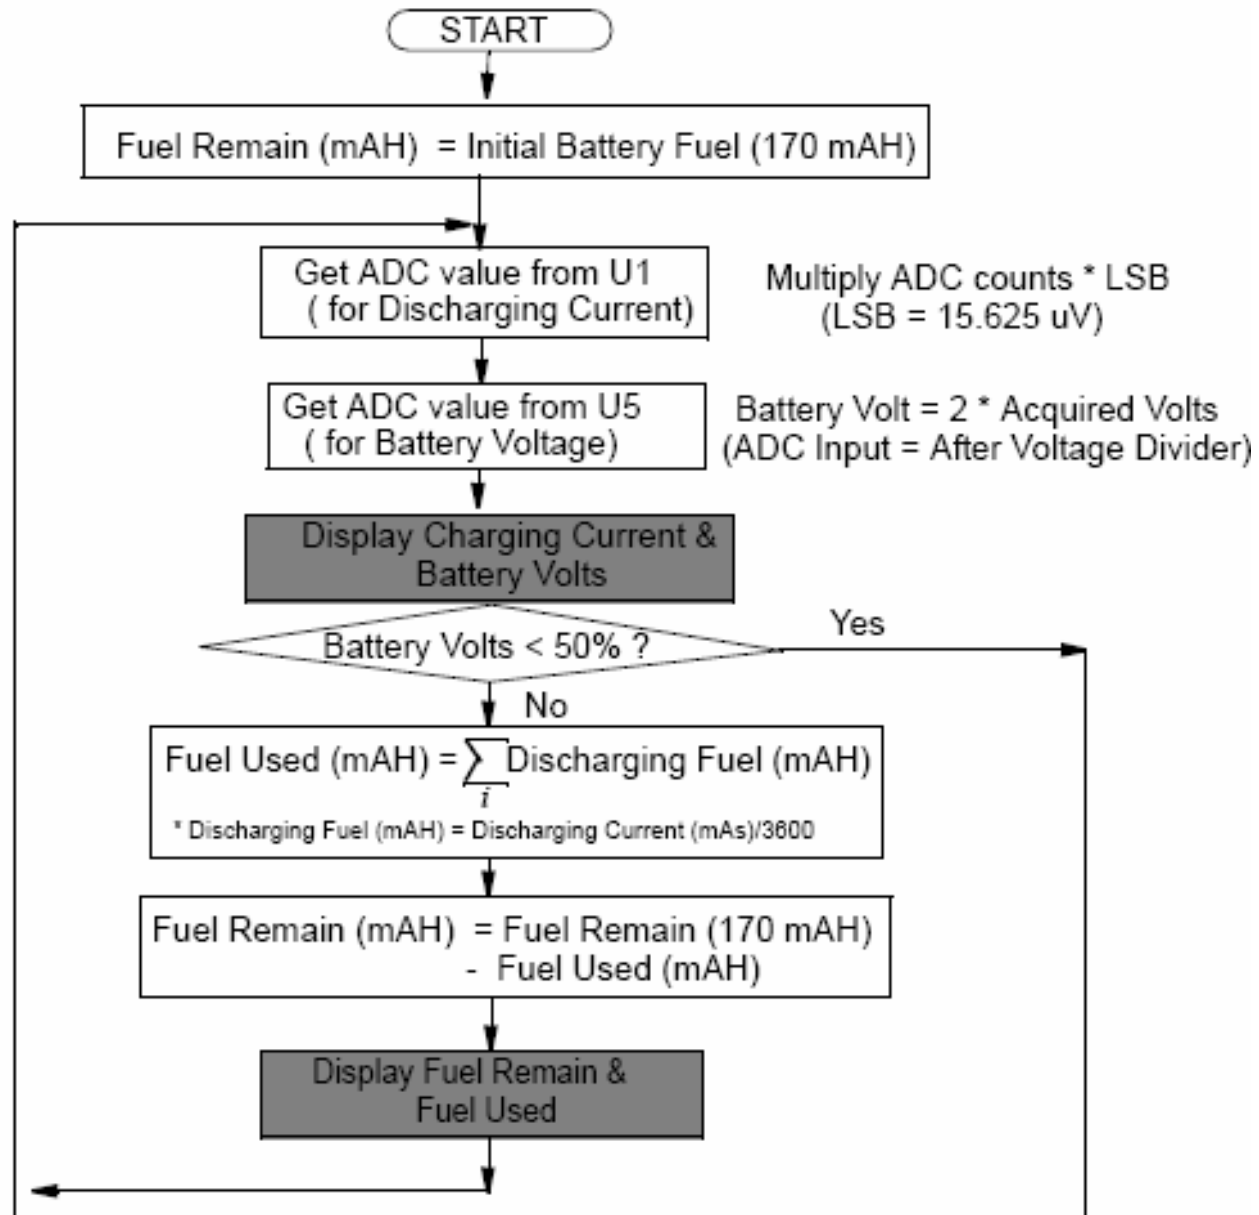 START
Fuel Remain (mAH) = Initial Battery Fuel (170 mAH)
Get ADC value from U1
( for Discharging Current)
Multiply ADC counts * LSB
(LSB = 15.625 uV)
Get ADC value from U5
( for Battery Voltage)
Battery Volt = 2 * Acquired Volts
(ADC Input = After Voltage Divider)
Display Charging Current &
Battery Volts
Battery Volts < 50% ?
Yes
No
Fuel Used (mAH) = ∑ Discharging Fuel (mAH)
i
* Discharging Fuel (mAH) = Discharging Current (mAs)/3600
Fuel Remain (mAH) = Fuel Remain (170 mAH)
- Fuel Used (mAH)
Display Fuel Remain &
Fuel Used